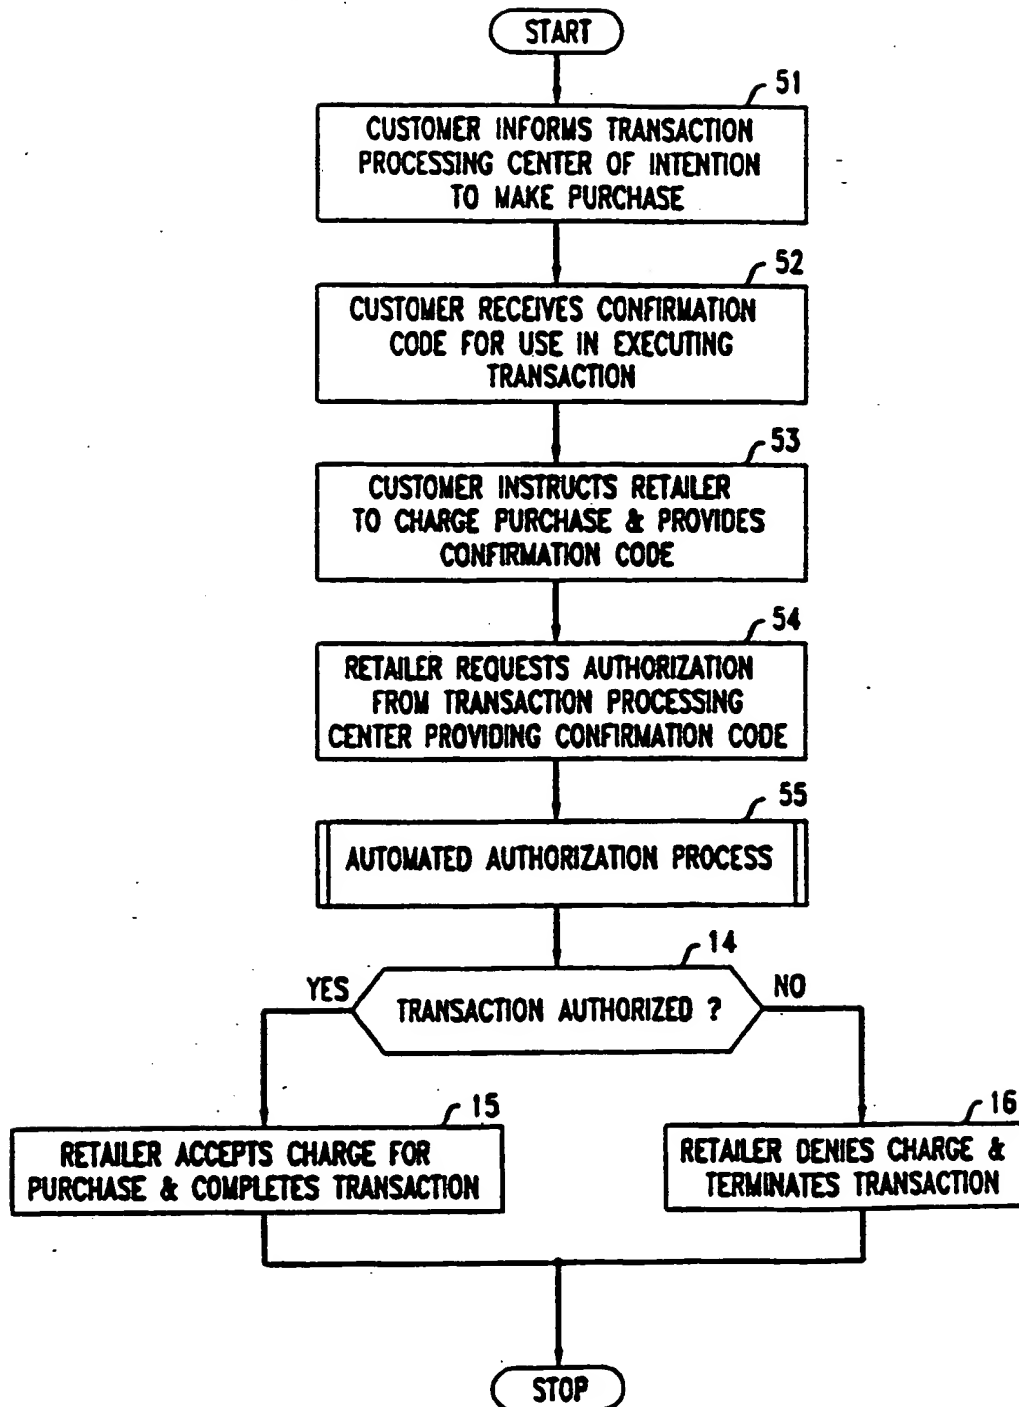 START
51
CUSTOMER INFORMS TRANSACTION
PROCESSING CENTER OF INTENTION
TO MAKE PURCHASE
52
CUSTOMER RECEIVES CONFIRMATION
CODE FOR USE IN EXECUTING
TRANSACTION
53
CUSTOMER INSTRUCTS RETAILER
TO CHARGE PURCHASE & PROVIDES
CONFIRMATION CODE
54
RETAILER REQUESTS AUTHORIZATION
FROM TRANSACTION PROCESSING
CENTER PROVIDING CONFIRMATION CODE
55
AUTOMATED AUTHORIZATION PROCESS
14
YES
TRANSACTION AUTHORIZED ?
NO
15
RETAILER ACCEPTS CHARGE FOR
PURCHASE & COMPLETES TRANSACTION
16
RETAILER DENIES CHARGE &
TERMINATES TRANSACTION
STOP